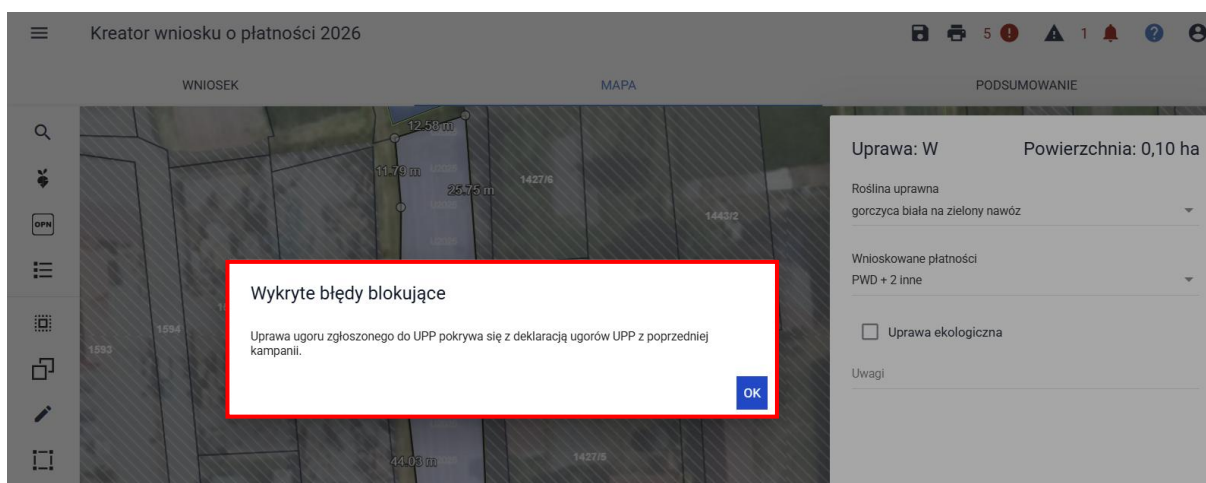 Kreator wniosku o płatności 2026
5
1
WNIOSEK
MAPA
PODSUMOWANIE
12.58 m
11.79 m
25.75 m
1427/6
1443/2
OPN
Uprawa: W
Powierzchnia: 0,10 ha
Roślina uprawna
gorczyca biała na zielony nawóz
Wnioskowane płatności
PWD + 2 inne
Uprawa ekologiczna
Uwagi
Wykryte błędy blokujące
Uprawa ugoru zgłoszonego do UPP pokrywa się z deklaracją ugorów UPP z poprzedniej
kampanii.
OK
1594
1593
44.03 m
1427/5